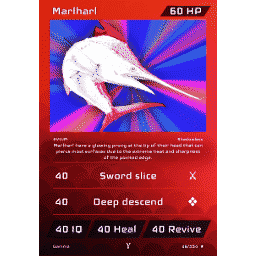 Marlharl
60 HP
Marlharl have a glowing prong at the tip of their head that can
pierce most surfaces due to the extreme heat and sharpness
of the pointed edge.
40 Sword slice
40 Deep descend
40 IQ 40 Heal 40 Revive